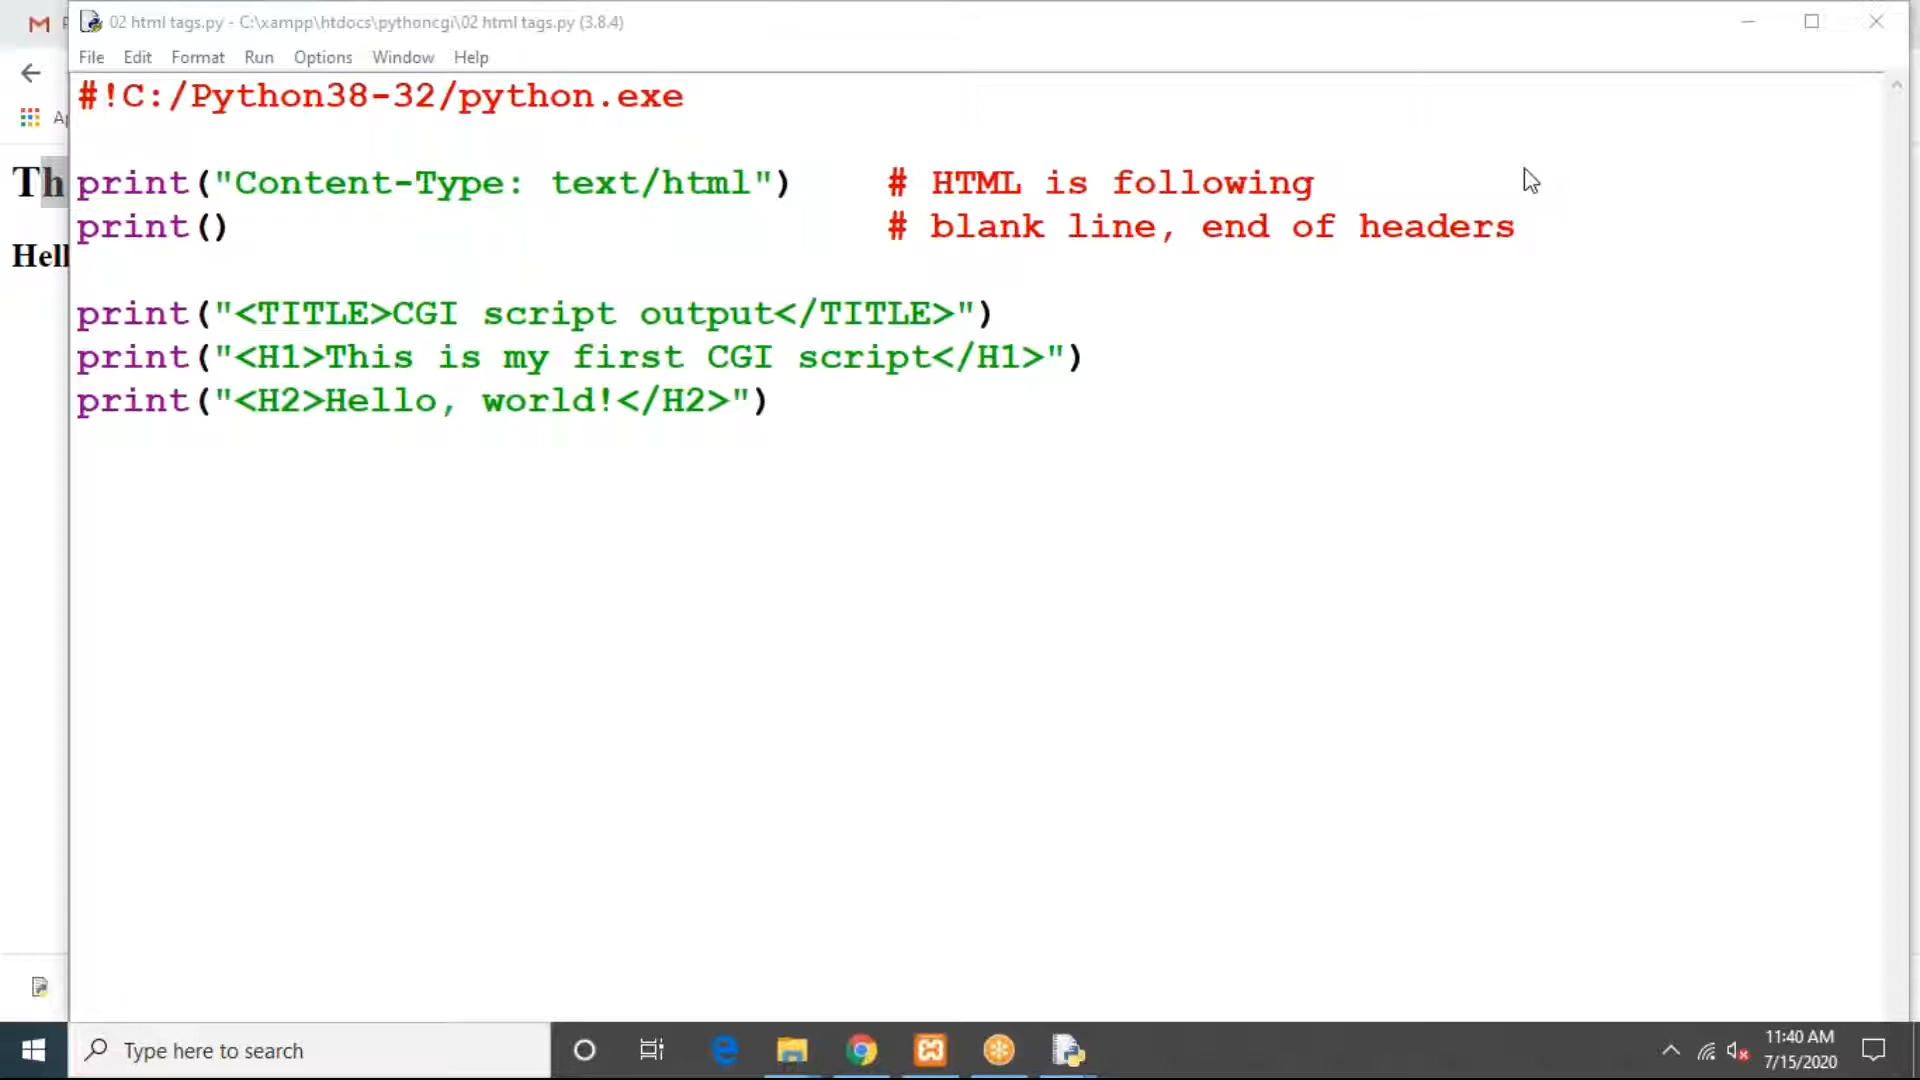 02 html tags.py - C:\xampp\htdocs\pythoncgi\02 html tags.py (3.8.4)
File Edit Format Run Options Window Help
#!C:/Python38-32/python.exe
print("Content-Type: text/html")    # HTML is following
print()                             # blank line, end of headers
print("<TITLE>CGI script output</TITLE>")
print("<H1>This is my first CGI script</H1>")
print("<H2>Hello, world!</H2>")
Th
Hell
Type here to search
11:40 AM
7/15/2020